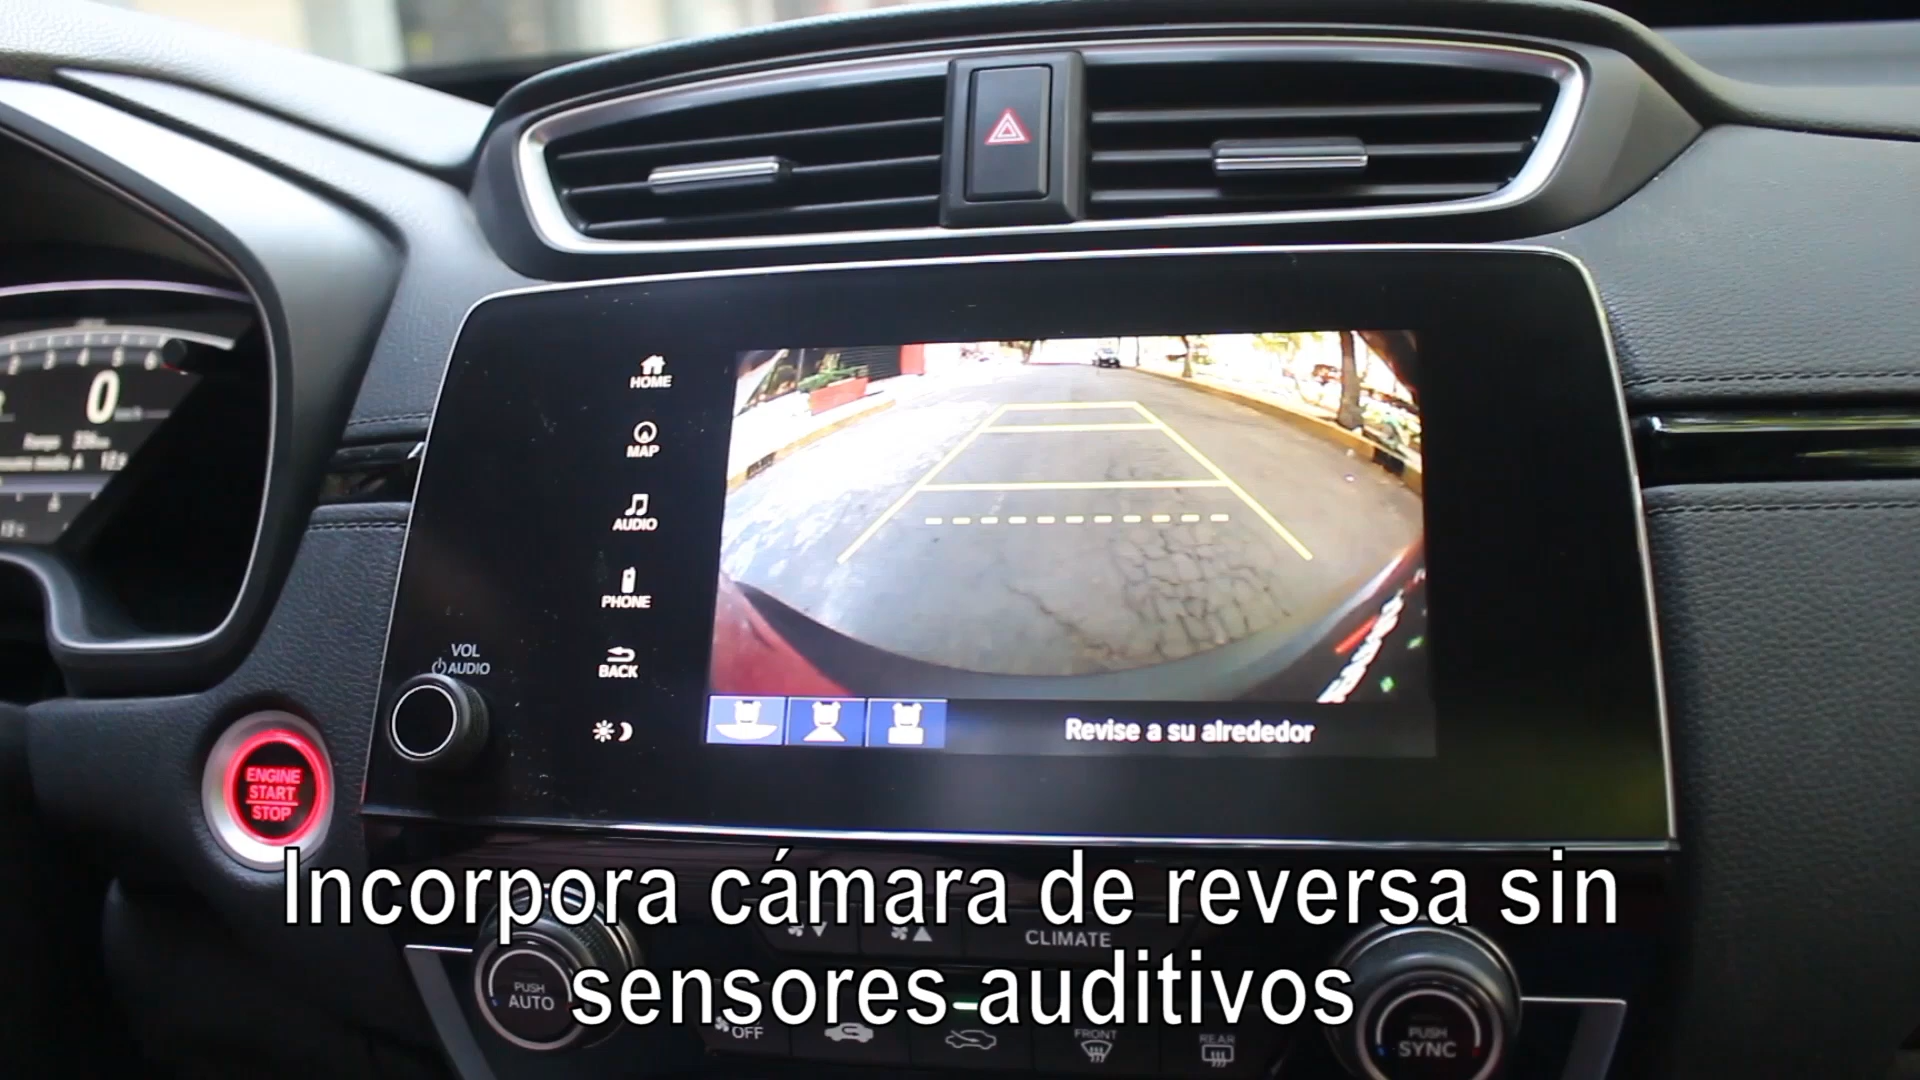 HOME
MAP
AUDIO
PHONE
BACK
VOL
AUDIO
ENGINE
START
STOP
0
Revise a su alrededor
Incorpora cámara de reversa sin
sensores auditivos
CLIMATE
PUSH
AUTO
OFF
FRONT
REAR
PUSH
SYNC